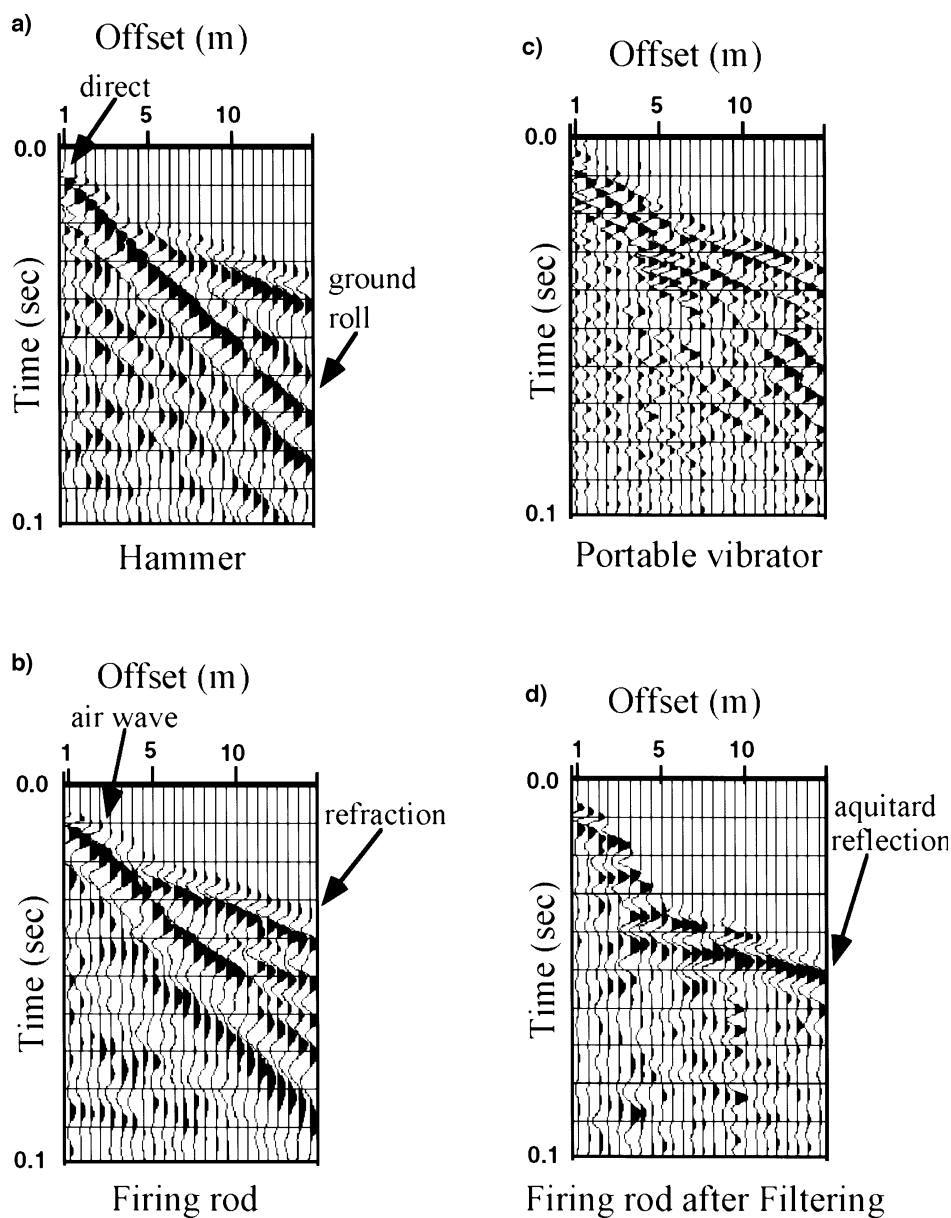 a)
Offset (m)
direct
1 5 10
0.0
Time (sec)
ground
roll
0.1
Hammer
c)
Offset (m)
1 5 10
0.0
Time (sec)
0.1
Portable vibrator
b)
Offset (m)
air wave
1 5 10
0.0
refraction
Time (sec)
0.1
Firing rod
d)
Offset (m)
1 5 10
0.0
aquitard
reflection
Time (sec)
0.1
Firing rod after Filtering